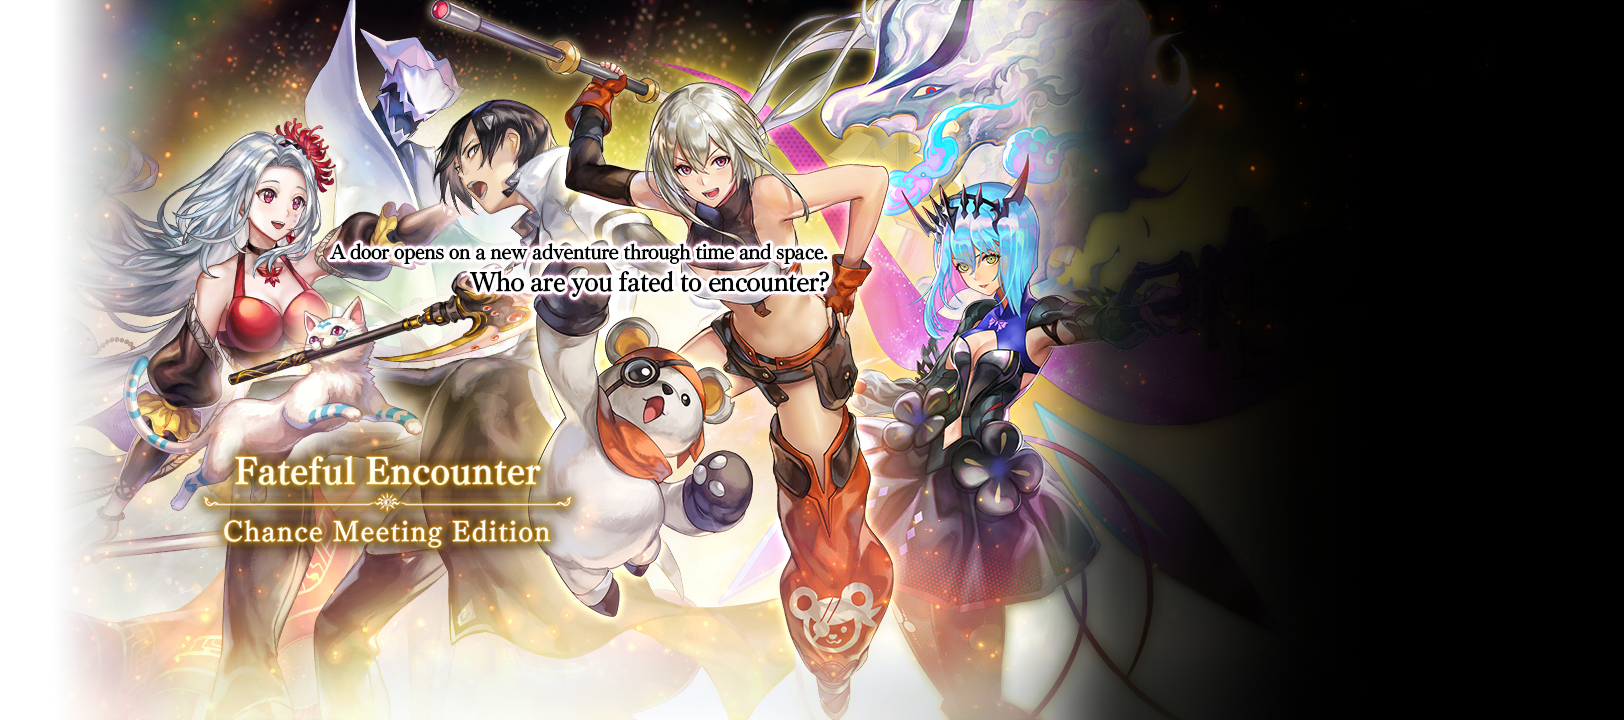 A door opens on a new adventure through time and space.
Who are you fated to encounter?
Fateful Encounter
Chance Meeting Edition